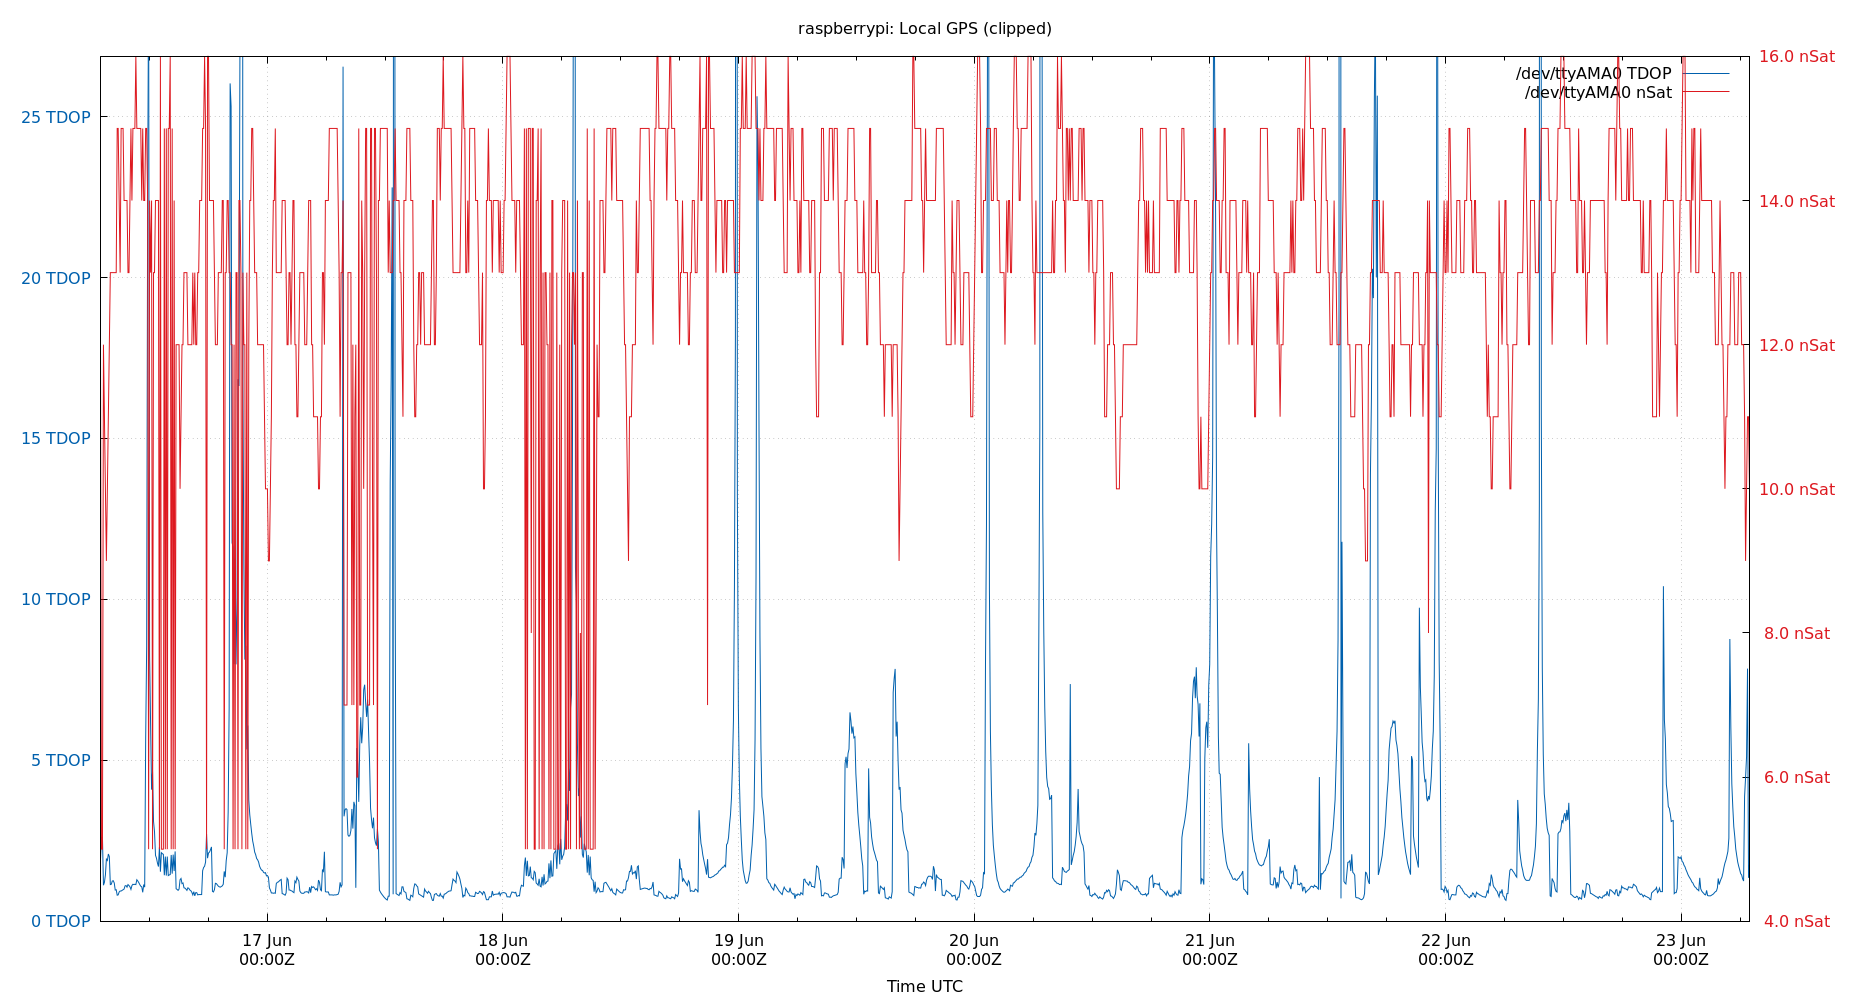 raspberrypi: Local GPS (clipped)
16.0 nSat
/dev/ttyAMA0 TDOP
/dev/ttyAMA0 nSat
25 TDOP
14.0 nSat
20 TDOP
12.0 nSat
15 TDOP
10.0 nSat
10 TDOP
8.0 nSat
5 TDOP
6.0 nSat
0 TDOP
4.0 nSat
17 Jun 18 Jun 19 Jun 20 Jun 21 Jun 22 Jun 23 Jun
00:00Z 00:00Z 00:00Z 00:00Z 00:00Z 00:00Z 00:00Z
Time UTC